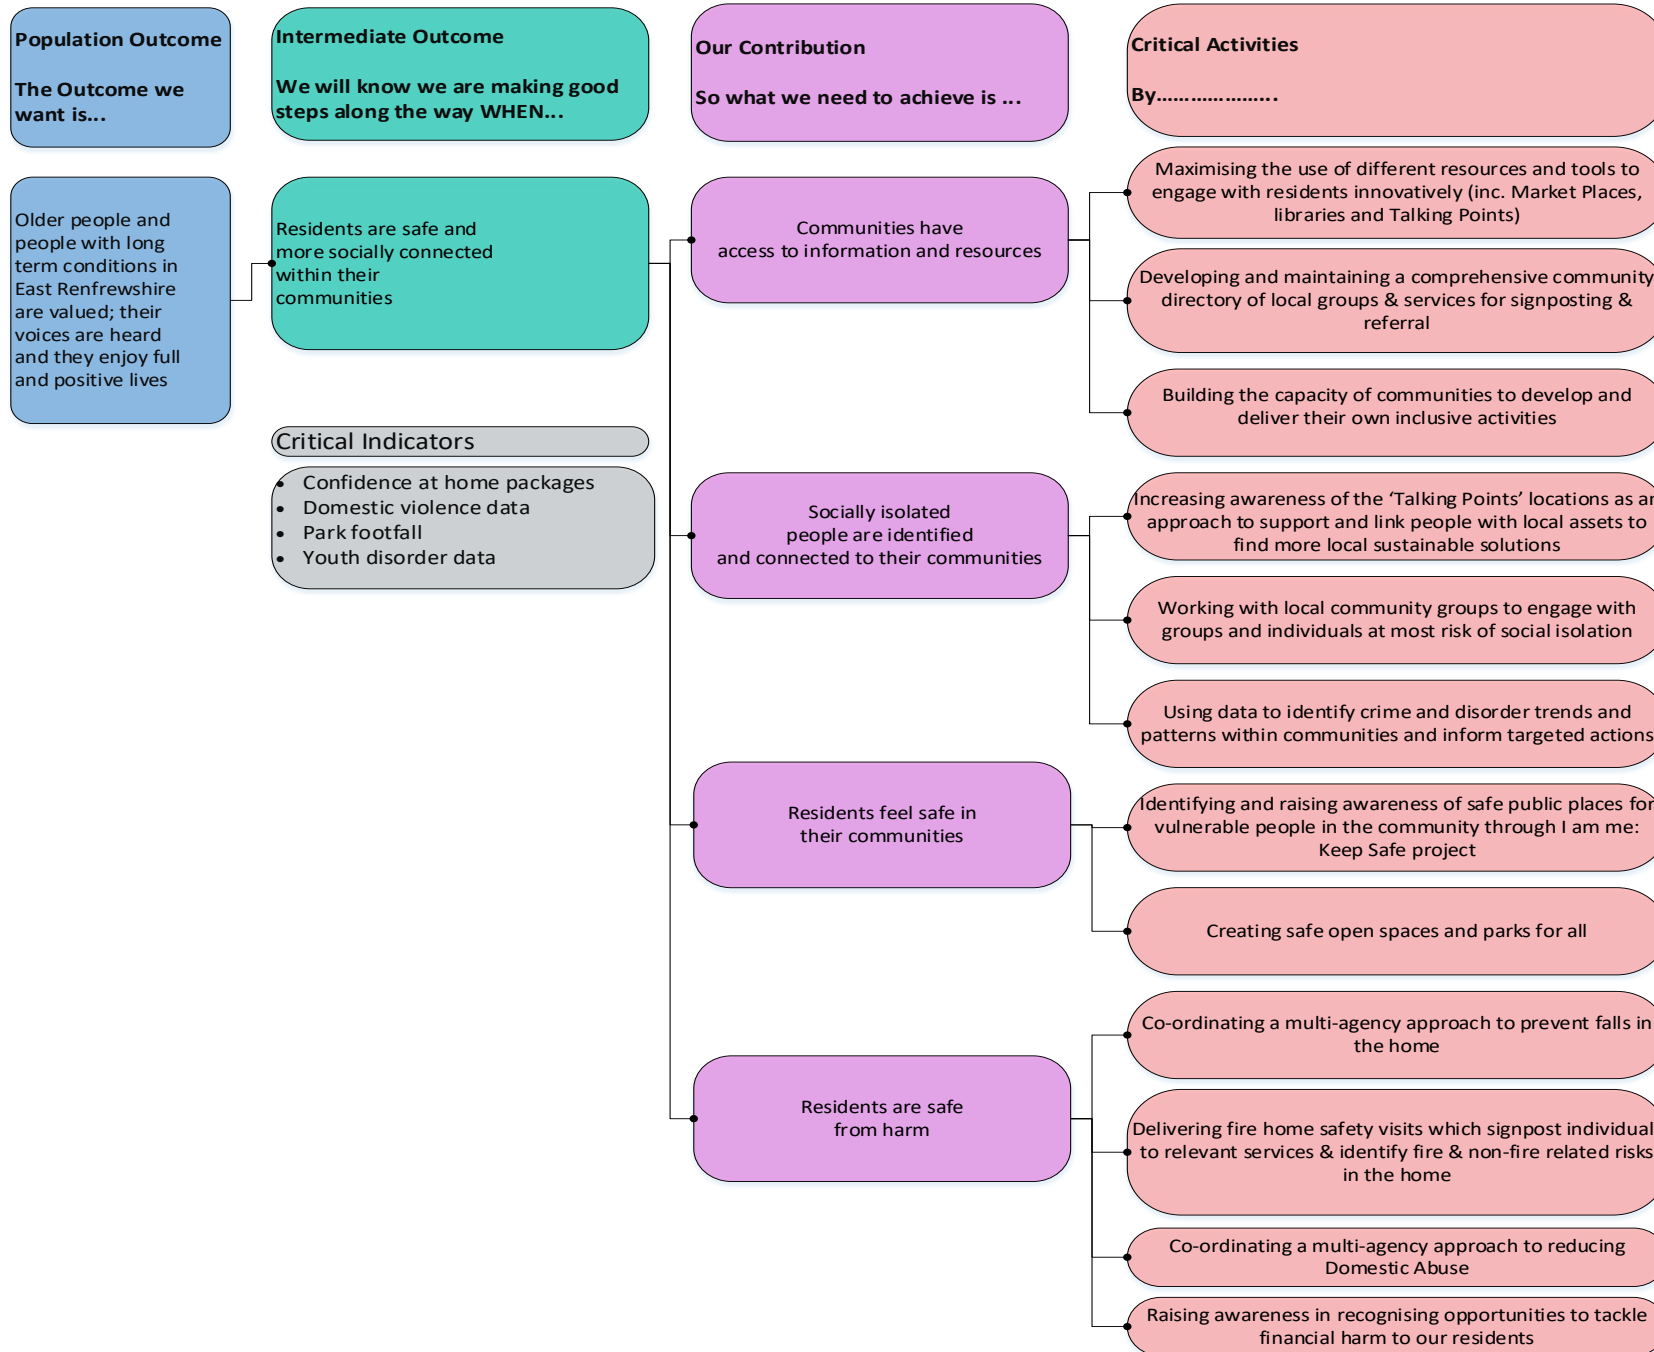 Population Outcome
The Outcome we
want is...
Intermediate Outcome
We will know we are making good
steps along the way WHEN...
Our Contribution
So what we need to achieve is ...
Critical Activities
By...................
Older people and
people with long
term conditions in
East Renfrewshire
are valued; their
voices are heard
and they enjoy full
and positive lives
Residents are safe and
more socially connected
within their
communities
Critical Indicators
• Confidence at home packages
• Domestic violence data
• Park footfall
• Youth disorder data
Communities have
access to information and resources
Maximising the use of different resources and tools to
engage with residents innovatively (inc. Market Places,
libraries and Talking Points)
Developing and maintaining a comprehensive community
directory of local groups & services for signposting &
referral
Building the capacity of communities to develop and
deliver their own inclusive activities
Socially isolated
people are identified
and connected to their communities
Increasing awareness of the ‘Talking Points’ locations as an
approach to support and link people with local assets to
find more local sustainable solutions
Working with local community groups to engage with
groups and individuals at most risk of social isolation
Using data to identify crime and disorder trends and
patterns within communities and inform targeted actions
Residents feel safe in
their communities
Identifying and raising awareness of safe public places for
vulnerable people in the community through I am me:
Keep Safe project
Creating safe open spaces and parks for all
Residents are safe
from harm
Co-ordinating a multi-agency approach to prevent falls in
the home
Delivering fire home safety visits which signpost individual
to relevant services & identify fire & non-fire related risks
in the home
Co-ordinating a multi-agency approach to reducing
Domestic Abuse
Raising awareness in recognising opportunities to tackle
financial harm to our residents